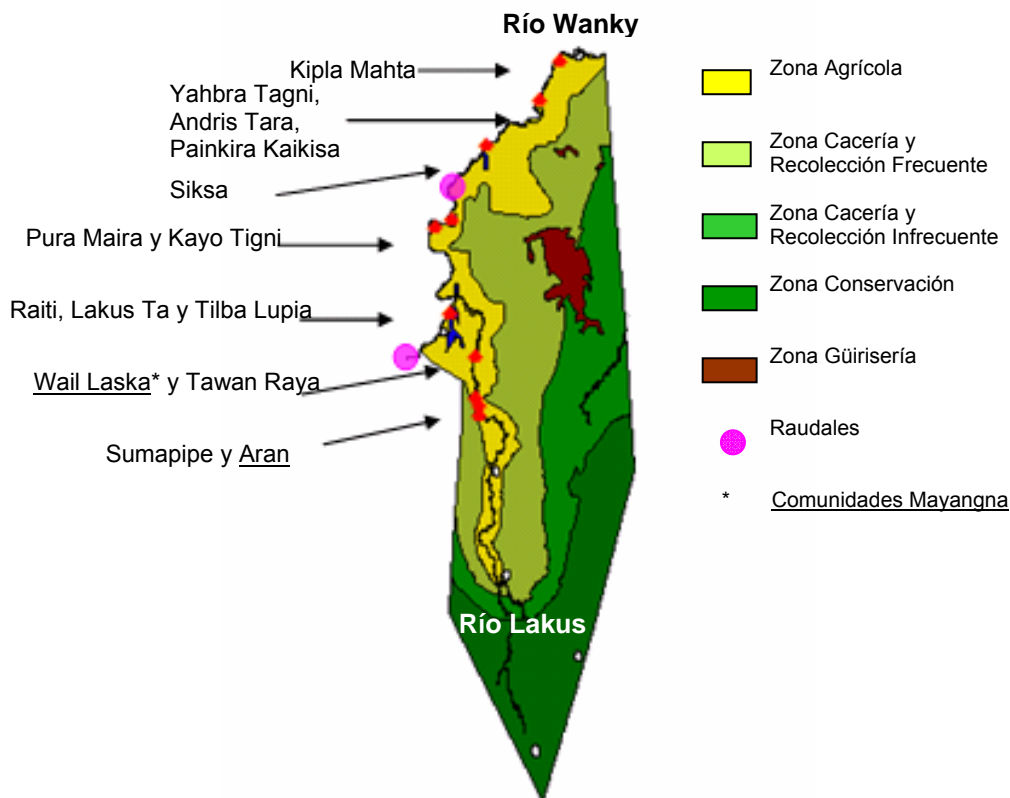 Río Wanky
Kipla Mahta
Yahbra Tagni,
Andris Tara,
Painkira Kaikisa
Siksa
Pura Maira y Kayo Tigni
Raiti, Lakus Ta y Tilba Lupia
Wail Laska* y Tawan Raya
Sumapipe y Aran
Río Lakus
Zona Agrícola
Zona Cacería y
Recolección Frecuente
Zona Cacería y
Recolección Infrecuente
Zona Conservación
Zona Güirisería
Raudales
* Comunidades Mayangna